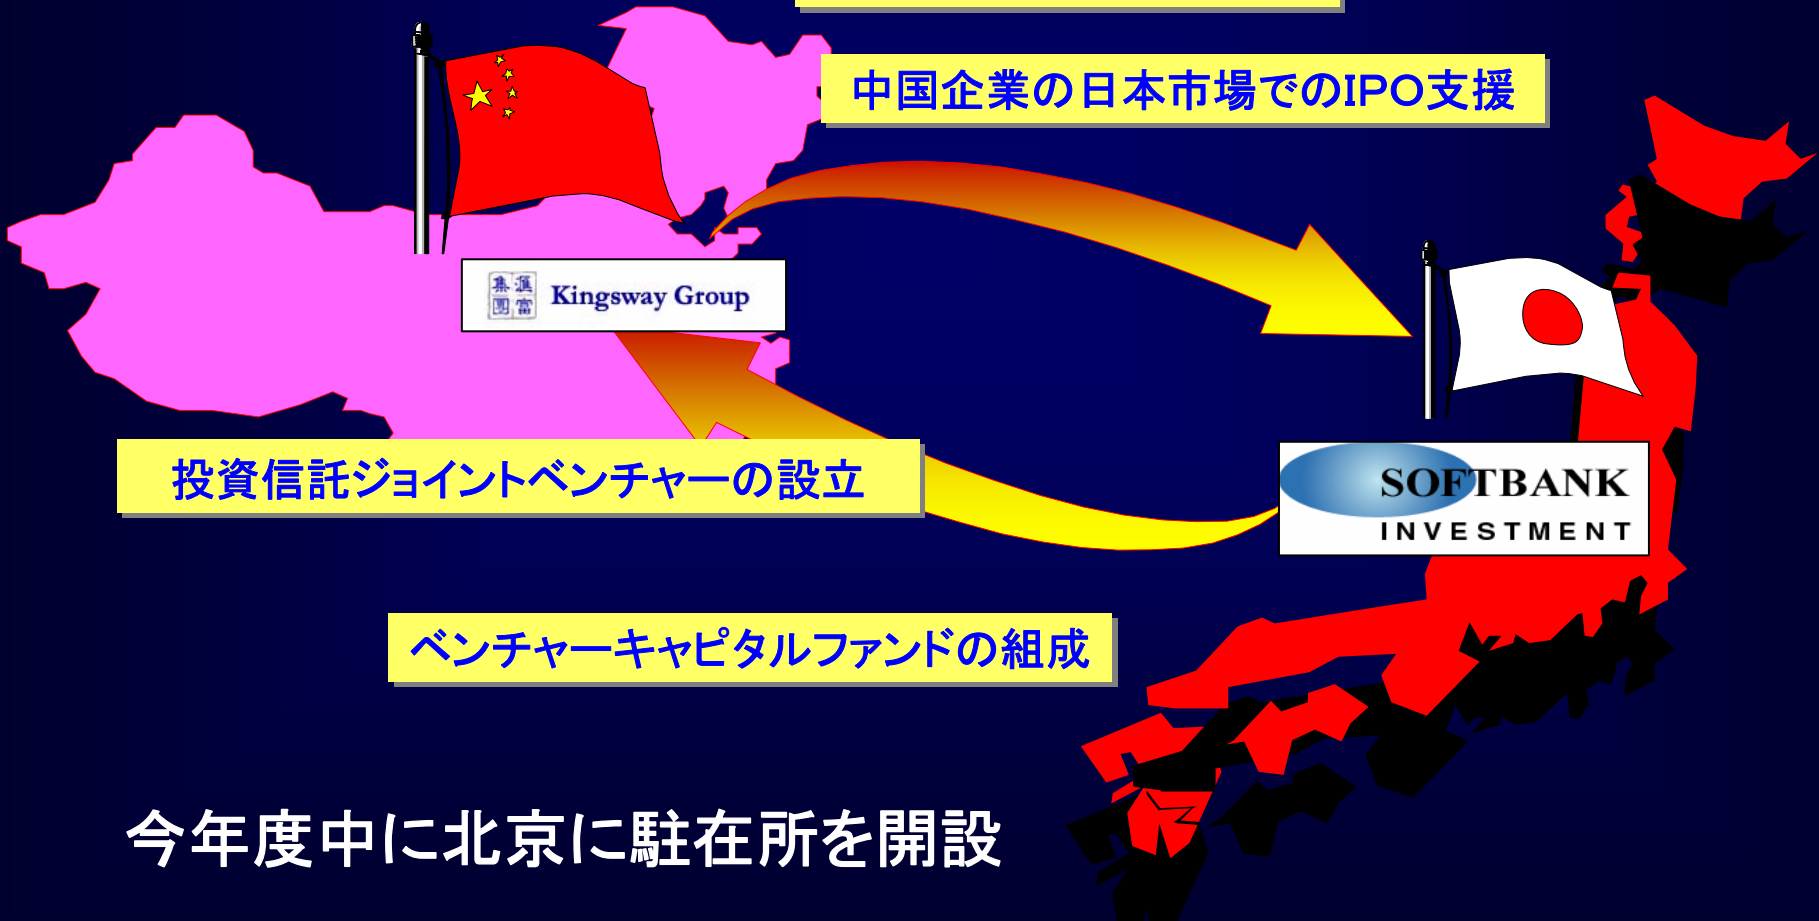 中国企業の日本市場でのIPO支援
集滙
團富
Kingsway Group
投資信託ジョイントベンチャーの設立
SOFTBANK
INVESTMENT
ベンチャーキャピタルファンドの組成
今年度中に北京に駐在所を開設